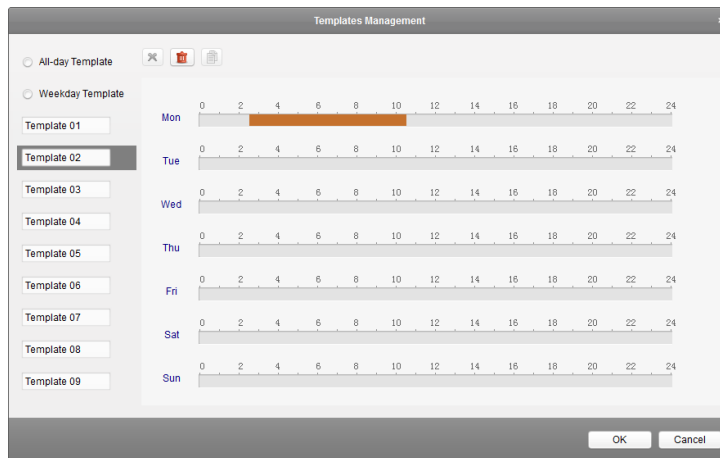 Templates Management
All-day Template
Weekday Template
Template 01
Template 02
Template 03
Template 04
Template 05
Template 06
Template 07
Template 08
Template 09
0 2 4 6 8 10 12 14 16 18 20 22 24
Mon
0 2 4 6 8 10 12 14 16 18 20 22 24
Tue
0 2 4 6 8 10 12 14 16 18 20 22 24
Wed
0 2 4 6 8 10 12 14 16 18 20 22 24
Thu
0 2 4 6 8 10 12 14 16 18 20 22 24
Fri
0 2 4 6 8 10 12 14 16 18 20 22 24
Sat
0 2 4 6 8 10 12 14 16 18 20 22 24
Sun
OK Cancel